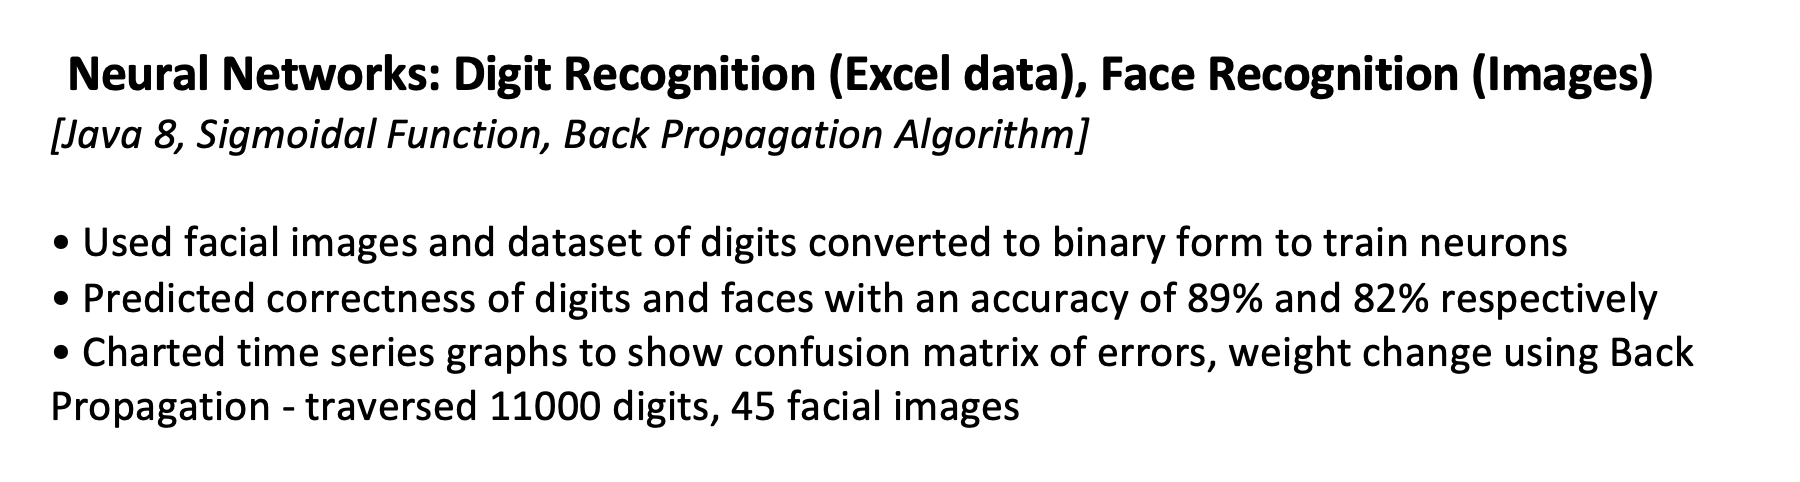 Neural Networks: Digit Recognition (Excel data), Face Recognition (Images)
[Java 8, Sigmoidal Function, Back Propagation Algorithm]
• Used facial images and dataset of digits converted to binary form to train neurons
• Predicted correctness of digits and faces with an accuracy of 89% and 82% respectively
• Charted time series graphs to show confusion matrix of errors, weight change using Back
Propagation - traversed 11000 digits, 45 facial images